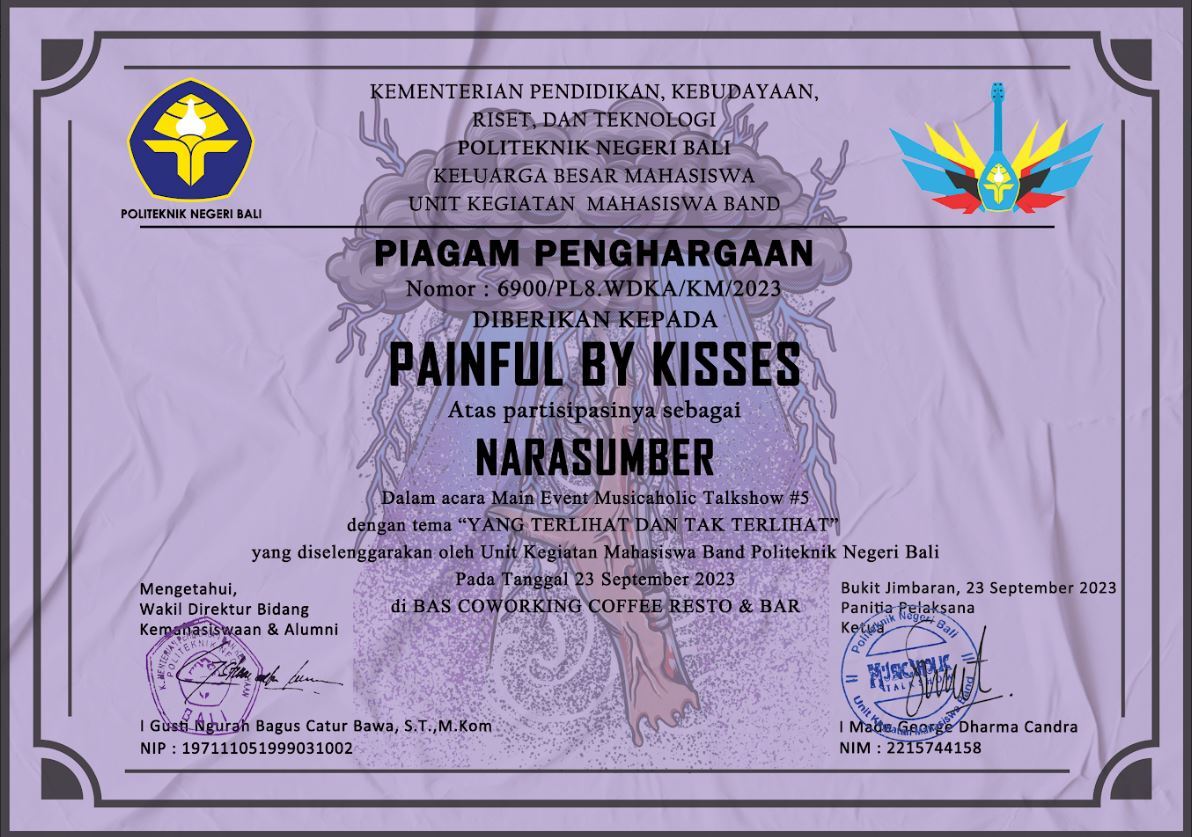 KEMENTERIAN PENDIDIKAN, KEBUDAYAAN,
RISET, DAN TEKNOLOGI
POLITEKNIK NEGERI BALI
KELUARGA BESAR MAHASISWA
UNIT KEGIATAN MAHASISWA BAND
POLITEKNIK NEGERI BALI
PIAGAM PENGHARGAAN
Nomor : 6900/PL8.WDKA/KM/2023
DIBERIKAN KEPADA
PAINFUL BY KISSES
Atas partisipasinya sebagai
NARASUMBER
Dalam acara Main Event Musicaholic Talkshow #5
dengan tema “YANG TERLIHAT DAN TAK TERLIHAT”
yang diselenggarakan oleh Unit Kegiatan Mahasiswa Band Politeknik Negeri Bali
Pada Tanggal 23 September 2023
di BAS COWORKING COFFEE RESTO & BAR
Mengetahui,
Wakil Direktur Bidang
Kemahasiswaan & Alumni
POLITEKNIK NE
BALI
I Gusti Ngurah Bagus Catur Bawa, S.T.,M.Kom
NIP : 197111051999031002
Bukit Jimbaran, 23 September 2023
Panitia Pelaksana
Ketua
Politeknik Negeri Bali
MUSICAHOLIC
TALKSHOW
Unit Kegiatan Mahasiswa Band
I Made George Dharma Candra
NIM : 2215744158